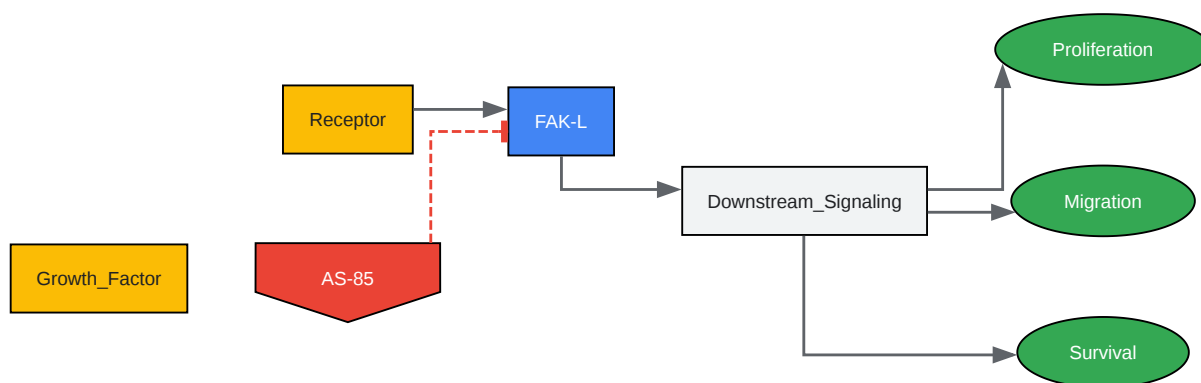 Proliferation
Receptor
FAK-L
Downstream_Signaling
Migration
Growth_Factor
AS-85
Survival